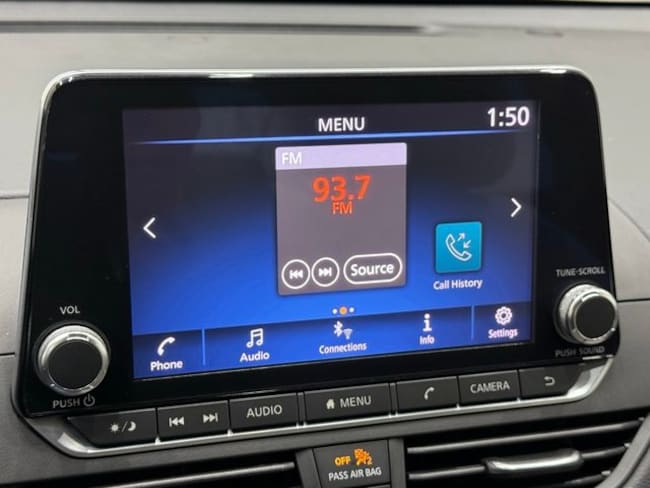 MENU
1:50
FM
93.7
FM
Source
Call History
Phone
Audio
Connections
Info
Settings
VOL
PUSH
TUNE-SCROLL
PUSH SOUND
AUDIO
MENU
CAMERA
OFF 2
PASS AIR BAG